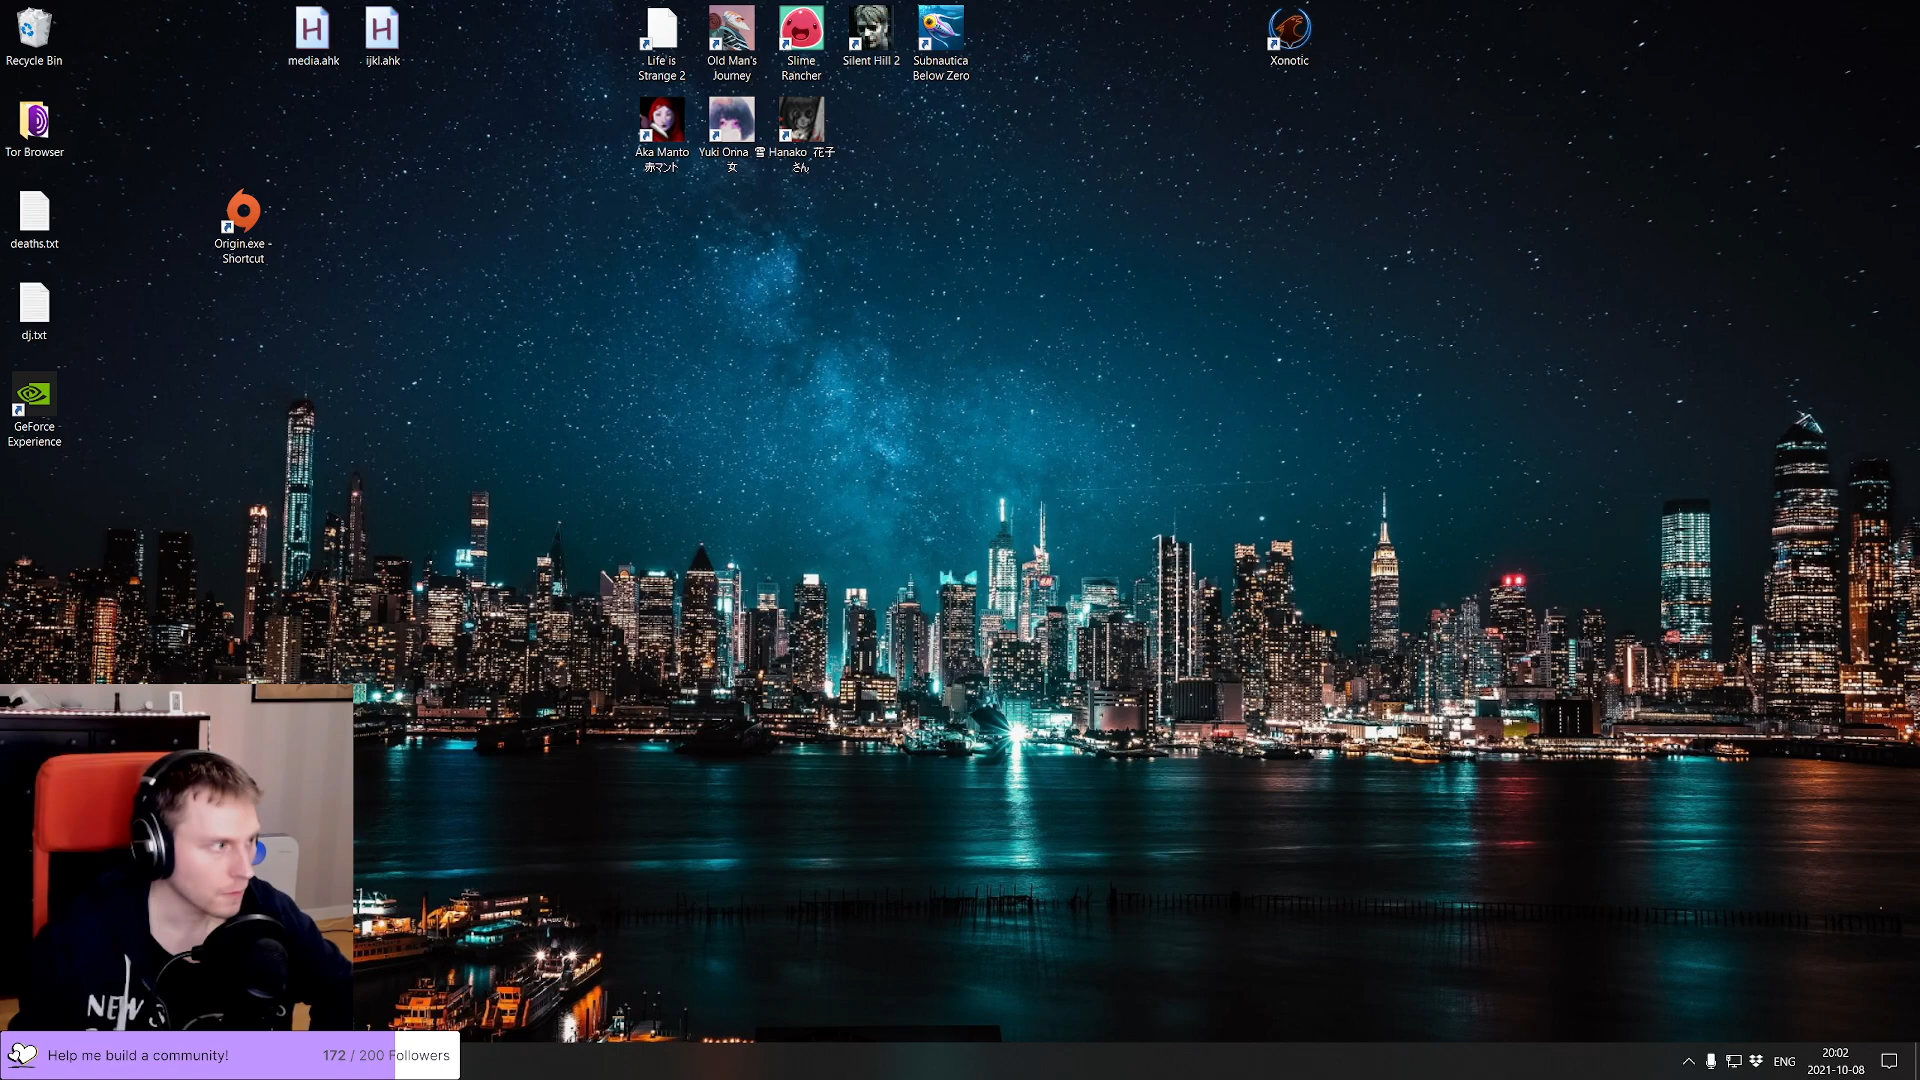 Recycle Bin
media.ahk
ijkl.ahk
Life is
Strange 2
Old Man's
Journey
Slime
Rancher
Silent Hill 2
Subnautica
Below Zero
Xonotic
Tor Browser
Aka Manto
赤マント
Yuki Onna 雪
女
Hanako 花子
さん
deaths.txt
Origin.exe -
Shortcut
dj.txt
GeForce
Experience
NEW
Help me build a community!
172 / 200 Followers
ENG
20:02
2021-10-08